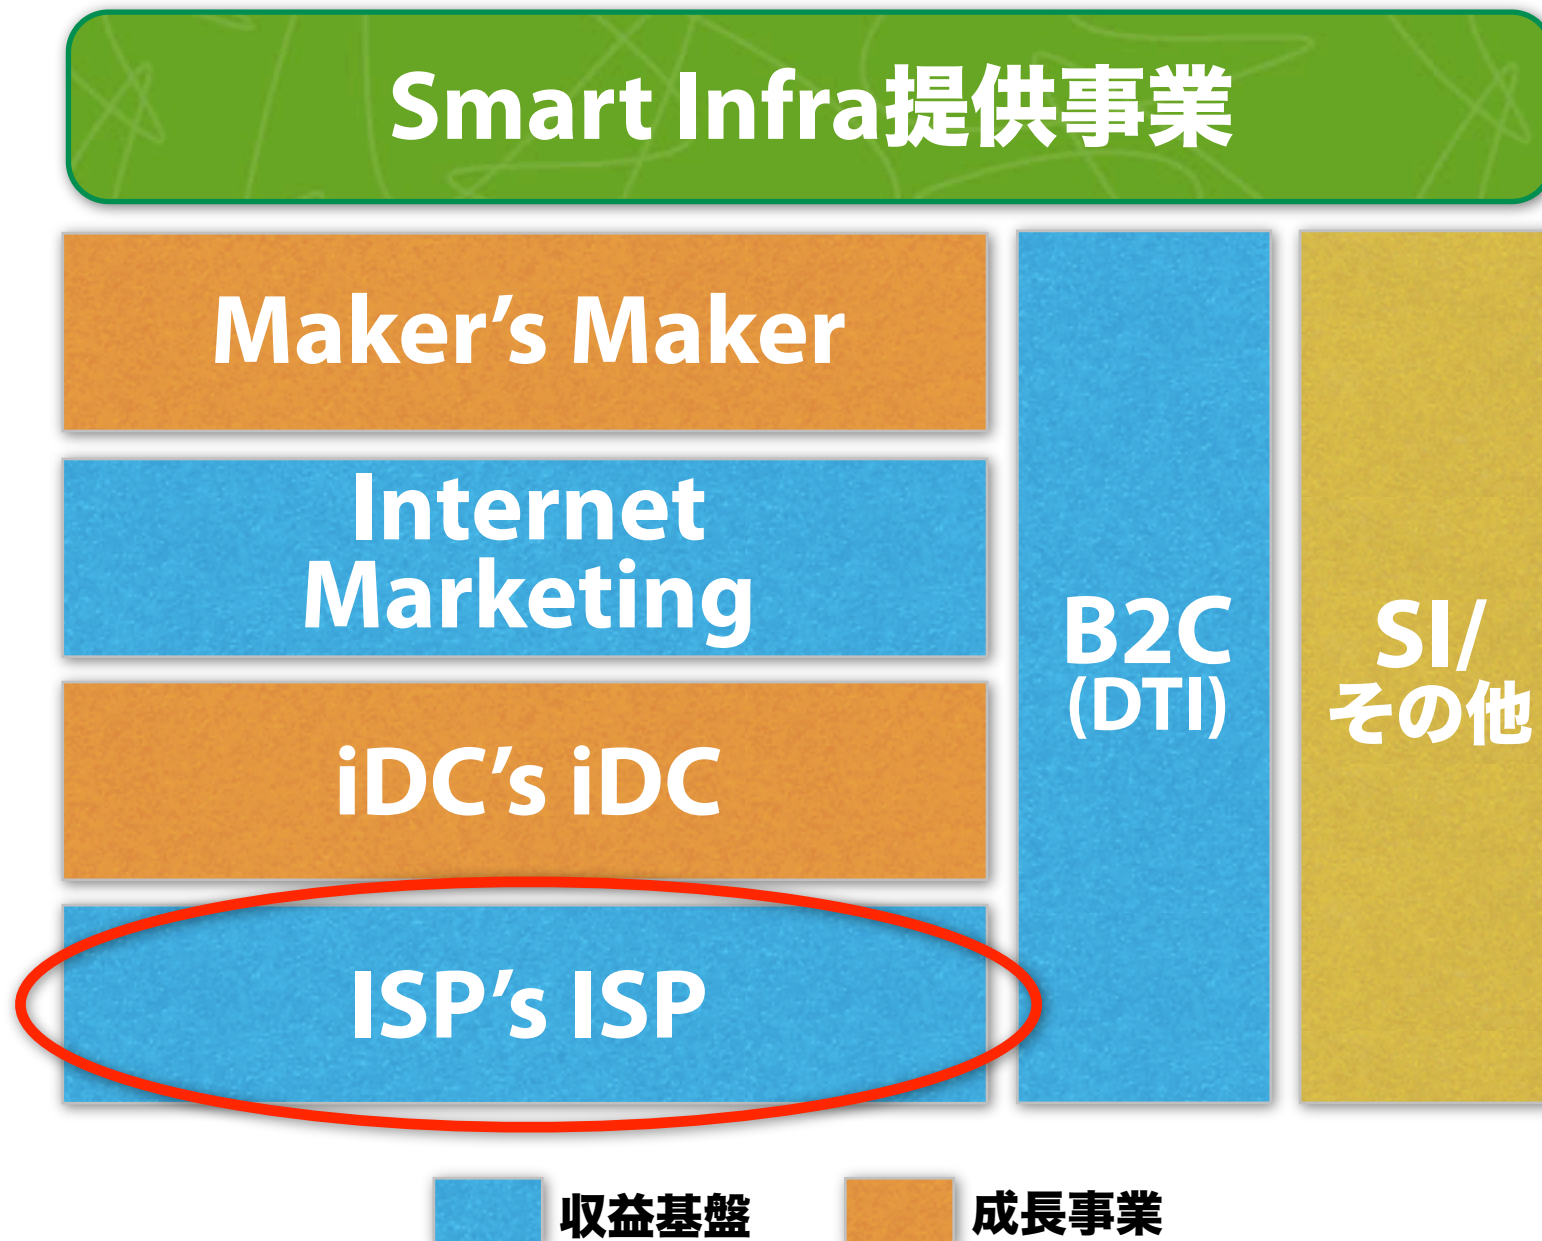 Smart Infra提供事業
Maker’s Maker
Internet
Marketing
iDC’s iDC
ISP’s ISP
B2C
(DTI)
SI/
その他
収益基盤
成長事業